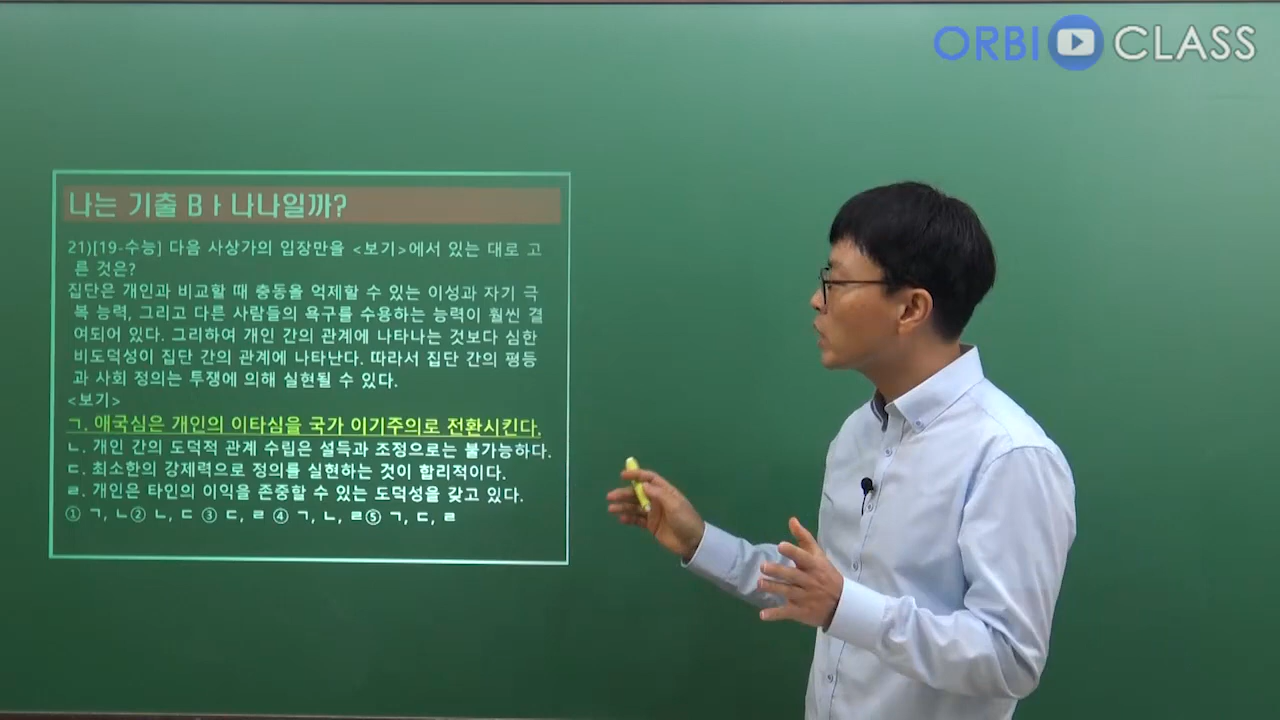 ORBI CLASS
나는 기출 Bㅏ나나일까?
21)[19-수능] 다음 사상가의 입장만을 <보기>에서 있는 대로 고
른 것은?
집단은 개인과 비교할 때 충동을 억제할 수 있는 이성과 자기 극
복 능력, 그리고 다른 사람들의 욕구를 수용하는 능력이 훨씬 결
여되어 있다. 그리하여 개인 간의 관계에 나타나는 것보다 심한
비도덕성이 집단 간의 관계에 나타난다. 따라서 집단 간의 평등
과 사회 정의는 투쟁에 의해 실현될 수 있다.
<보기>
ㄱ. 애국심은 개인의 이타심을 국가 이기주의로 전환시킨다.
ㄴ. 개인 간의 도덕적 관계 수립은 설득과 조정으로는 불가능하다.
ㄷ. 최소한의 강제력으로 정의를 실현하는 것이 합리적이다.
ㄹ. 개인은 타인의 이익을 존중할 수 있는 도덕성을 갖고 있다.
① ㄱ, ㄴ② ㄴ, ㄷ ③ ㄷ, ㄹ ④ ㄱ, ㄴ, ㄹ⑤ ㄱ, ㄷ, ㄹ